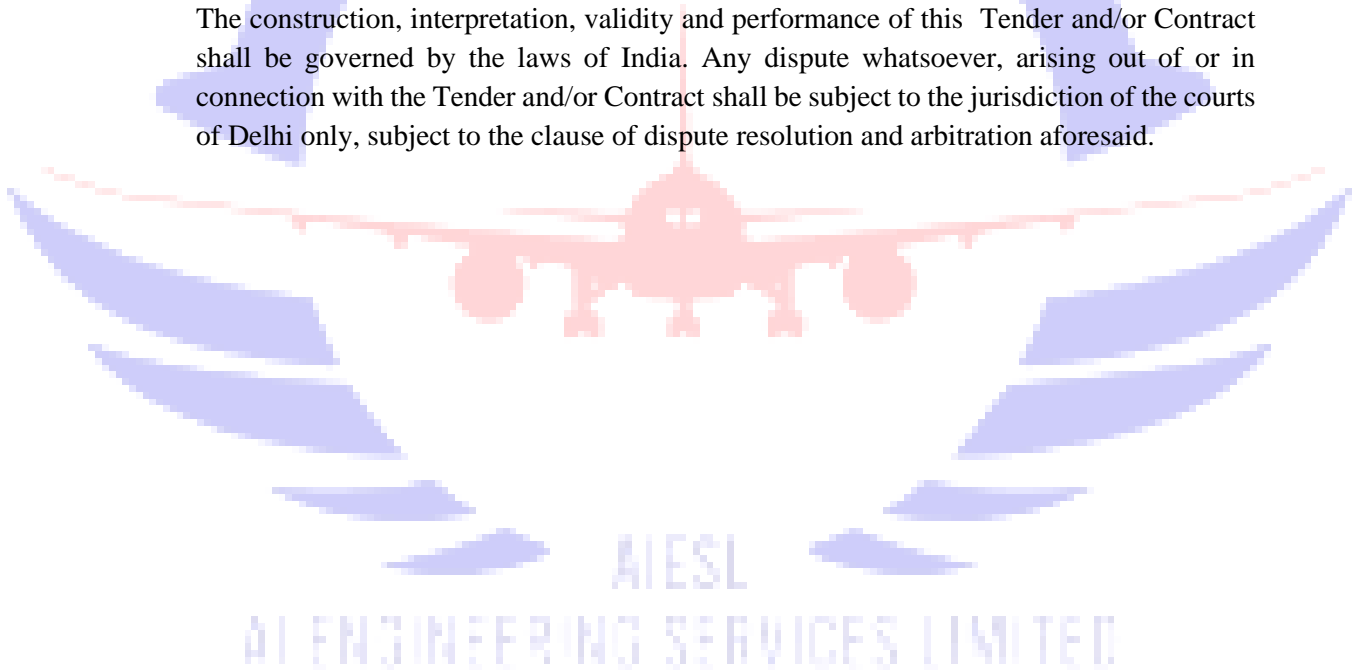 The construction, interpretation, validity and performance of this Tender and/or Contract
shall be governed by the laws of India. Any dispute whatsoever, arising out of or in
connection with the Tender and/or Contract shall be subject to the jurisdiction of the courts
of Delhi only, subject to the clause of dispute resolution and arbitration aforesaid.
AIESL
AI ENGINEERING SERVICES LIMITED